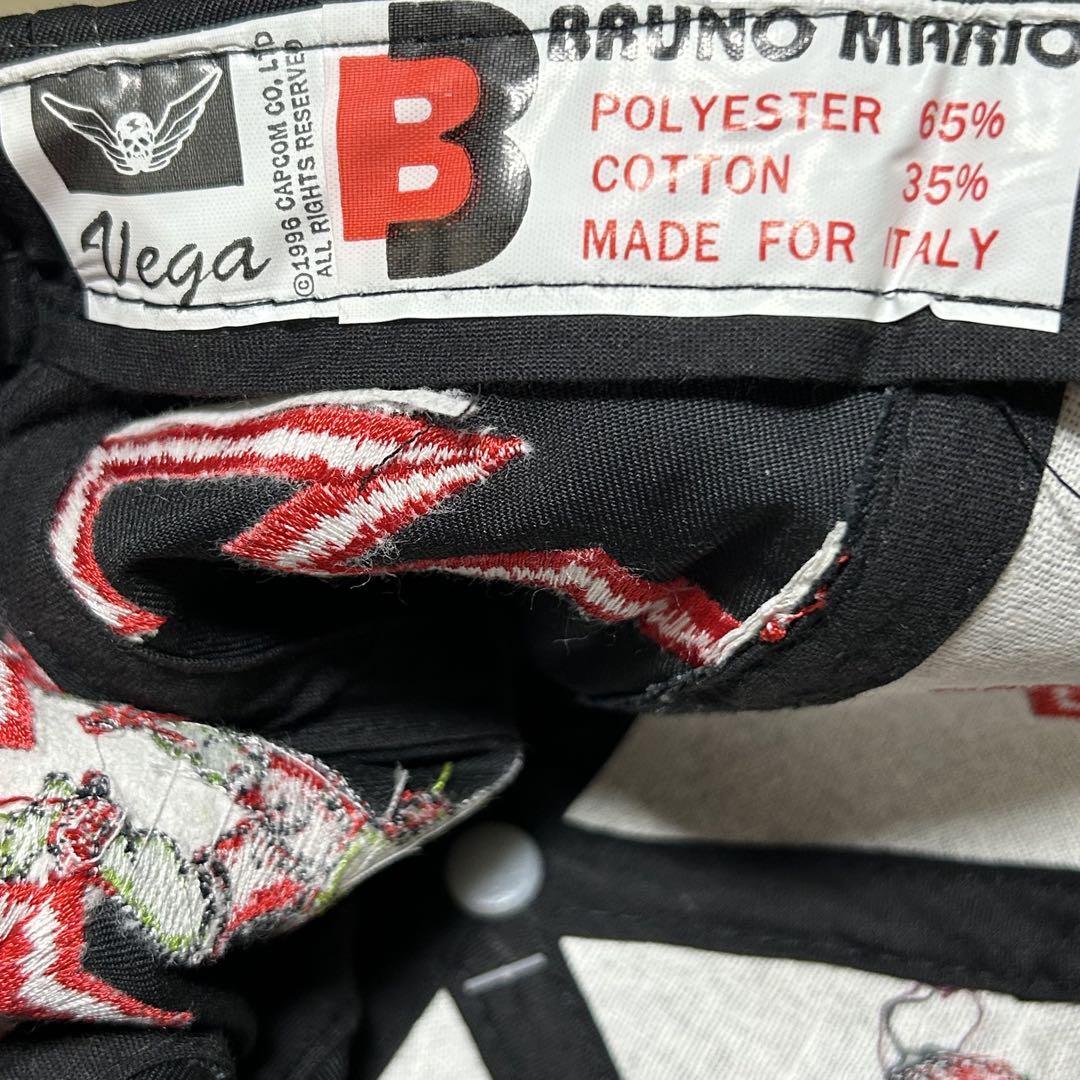 Vega
©1996 CAPCOM CO, LTD
ALL RIGHTS RESERVED
B
BRUNO MARIO
POLYESTER 65%
COTTON 35%
MADE FOR ITALY